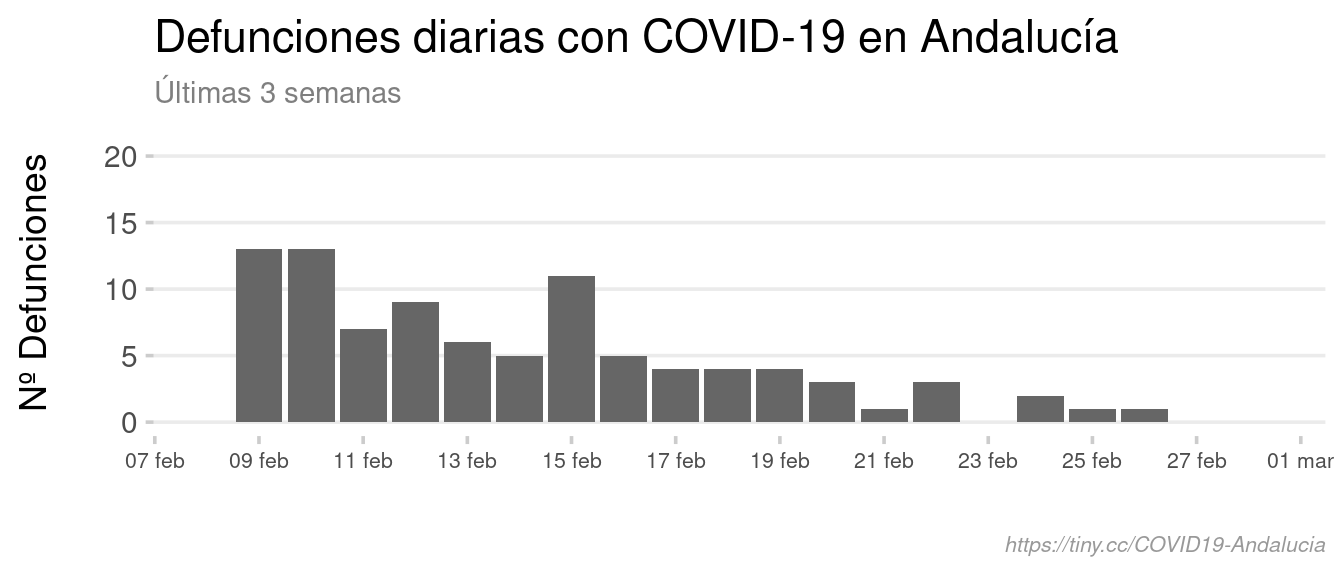 Defunciones diarias con COVID-19 en Andalucía
Últimas 3 semanas
Nº Defunciones
20
15
10
5
0
07 feb 09 feb 11 feb 13 feb 15 feb 17 feb 19 feb 21 feb 23 feb 25 feb 27 feb 01 mar
https://tiny.cc/COVID19-Andalucia